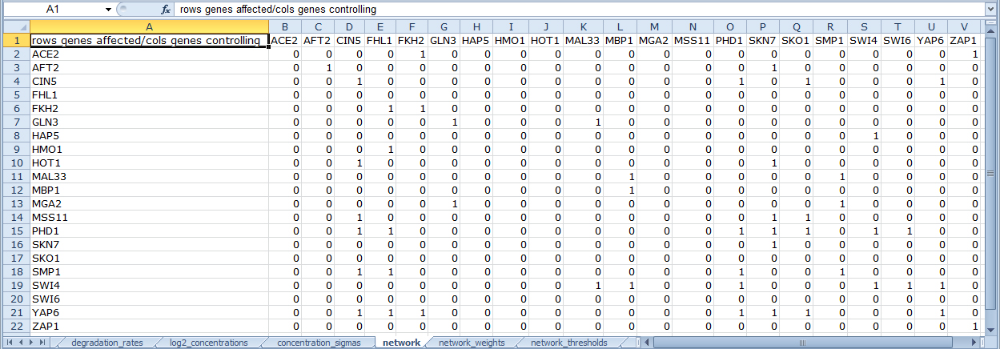 A1 fx rows genes affected/cols genes controlling
A B C D E F G H I J K L M N O P Q R S T U V
1 rows genes affected/cols genes controlling ACE2 AFT2 CIN5 FHL1 FKH2 GLN3 HAP5 HMO1 HOT1 MAL33 MBP1 MGA2 MSS11 PHD1 SKN7 SKO1 SMP1 SWI4 SWI6 YAP6 ZAP1
2 ACE2 0 0 0 0 1 0 0 0 0 0 0 0 0 0 0 0 0 0 0 0 1
3 AFT2 0 1 0 0 0 0 0 0 0 0 0 0 0 0 1 0 0 0 0 0 0
4 CIN5 0 0 1 0 0 0 0 0 0 0 0 0 0 1 0 1 0 0 0 1 0
5 FHL1 0 0 0 0 0 0 0 0 0 0 0 0 0 0 0 0 0 0 0 0 0
6 FKH2 0 0 0 1 1 0 0 0 0 0 0 0 0 0 0 0 0 0 0 0 0
7 GLN3 0 0 0 0 0 1 0 0 0 1 0 0 0 0 0 0 0 0 0 0 0
8 HAP5 0 0 0 0 0 0 0 0 0 0 0 0 0 0 0 0 0 1 0 0 0
9 HMO1 0 0 0 1 0 0 0 0 0 0 0 0 0 0 0 0 0 0 0 0 0
10 HOT1 0 0 1 0 0 0 0 0 0 0 0 0 0 0 1 0 0 0 0 0 0
11 MAL33 0 0 0 0 0 0 0 0 0 0 1 0 0 0 0 0 1 0 0 0 0
12 MBP1 0 0 0 0 0 0 0 0 0 0 1 0 0 0 0 0 0 0 0 0 0
13 MGA2 0 0 0 0 0 1 0 0 0 0 0 0 0 0 0 0 1 0 0 0 0
14 MSS11 0 0 1 0 0 0 0 0 0 0 0 0 0 0 1 1 0 0 0 0 0
15 PHD1 0 0 1 1 0 0 0 0 0 0 0 0 0 1 1 1 0 1 1 0 0
16 SKN7 0 0 0 0 0 0 0 0 0 0 0 0 0 0 1 0 0 0 0 0 0
17 SKO1 0 0 0 0 0 0 0 0 0 0 0 0 0 0 0 0 0 0 0 0 0
18 SMP1 0 0 1 1 0 0 0 0 0 0 0 0 0 1 0 0 1 0 0 0 0
19 SWI4 0 0 0 0 0 0 0 0 0 1 1 0 0 1 0 0 0 1 1 1 0
20 SWI6 0 0 0 0 0 0 0 0 0 0 0 0 0 0 0 0 0 0 0 0 0
21 YAP6 0 0 1 1 1 0 0 0 0 0 0 0 0 1 1 1 0 0 0 1 0
22 ZAP1 0 0 0 0 0 0 0 0 0 0 0 0 0 0 0 0 0 0 0 0 1
degradation_rates log2_concentrations concentration_sigmas network network_weights network_thresholds